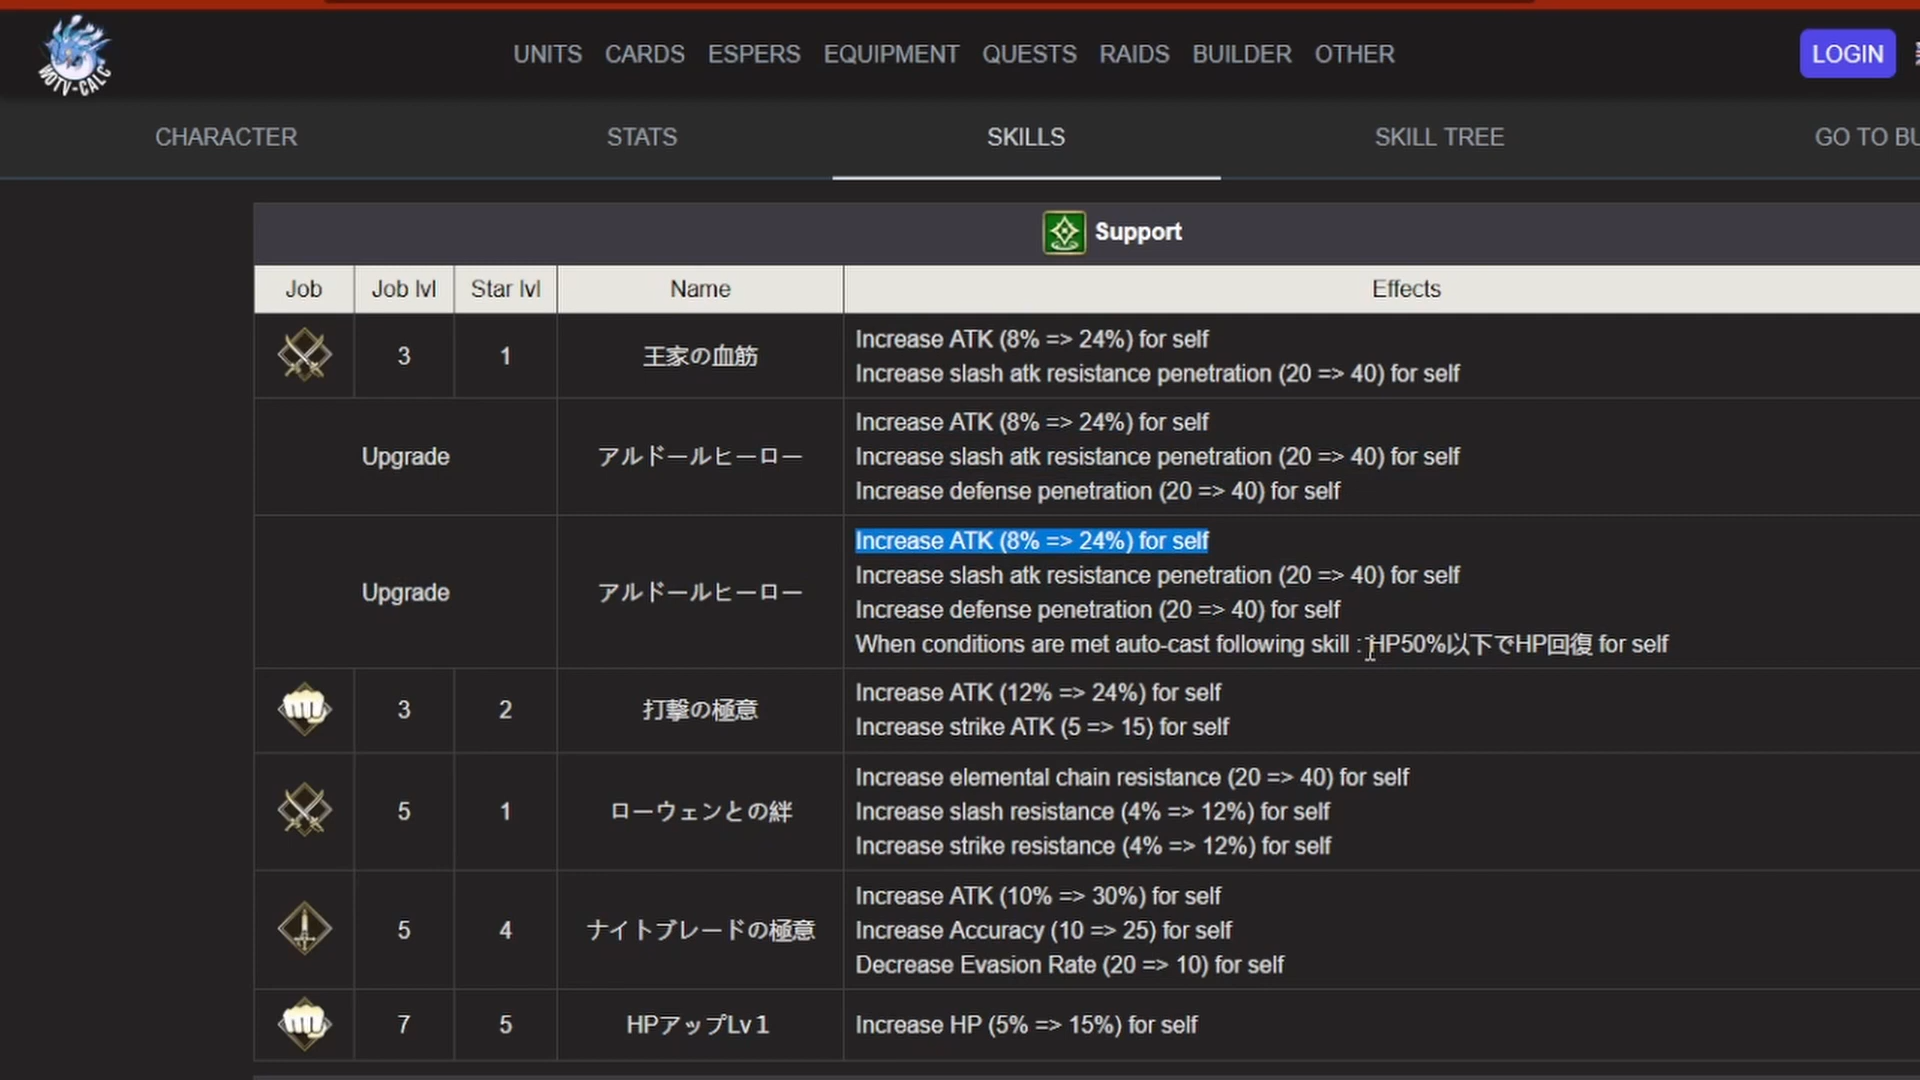 WOTV-CALC
UNITS CARDS ESPERS EQUIPMENT QUESTS RAIDS BUILDER OTHER
LOGIN
CHARACTER STATS SKILLS SKILL TREE GO TO BU
Support
Job Job lvl Star lvl Name Effects
3 1 王家の血筋
Increase ATK (8% => 24%) for self
Increase slash atk resistance penetration (20 => 40) for self
Upgrade アルドールヒーロー
Increase ATK (8% => 24%) for self
Increase slash atk resistance penetration (20 => 40) for self
Increase defense penetration (20 => 40) for self
Upgrade アルドールヒーロー
Increase ATK (8% => 24%) for self
Increase slash atk resistance penetration (20 => 40) for self
Increase defense penetration (20 => 40) for self
When conditions are met auto-cast following skill : HP50%以下でHP回復 for self
3 2 打撃の極意
Increase ATK (12% => 24%) for self
Increase strike ATK (5 => 15) for self
5 1 ローウェンとの絆
Increase elemental chain resistance (20 => 40) for self
Increase slash resistance (4% => 12%) for self
Increase strike resistance (4% => 12%) for self
5 4 ナイトブレードの極意
Increase ATK (10% => 30%) for self
Increase Accuracy (10 => 25) for self
Decrease Evasion Rate (20 => 10) for self
7 5 HPアップLv１
Increase HP (5% => 15%) for self